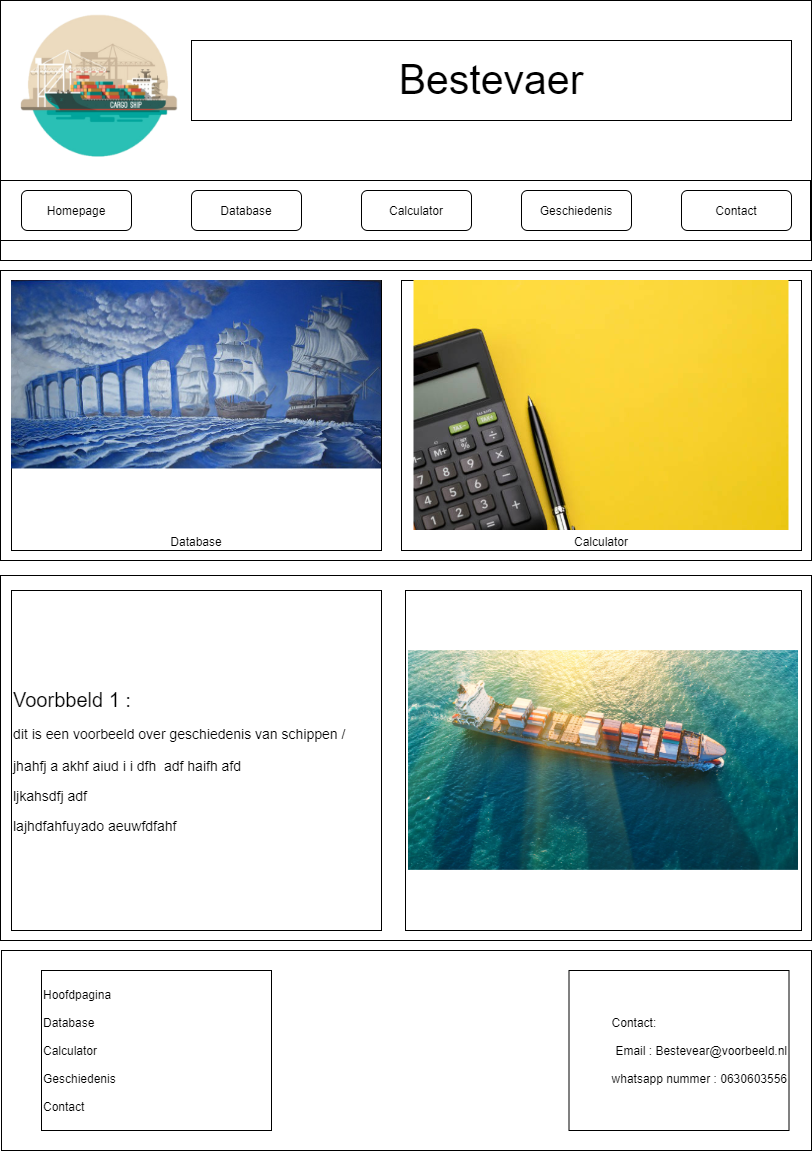 CARGO SHIP
Bestevaer
Homepage
Database
Calculator
Geschiedenis
Contact
Database
Calculator
Voorbbeld 1 :
dit is een voorbeeld over geschiedenis van schippen /
jhahfj a akhf aiud i i dfh  adf haifh afd
ljkahsdfj adf
lajhdfahfuyado aeuwfdfahf
Hoofdpagina
Database
Calculator
Geschiedenis
Contact
Contact:
Email : Bestevear@voorbeeld.nl
whatsapp nummer : 0630603556